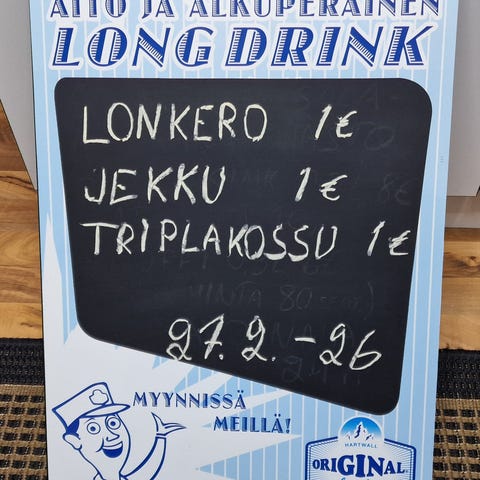 AITO JA ALKUPERÄINEN
LONG DRINK
LONKERO 1€
JEKKU 1€
TRIPLAKOSSU 1€
27.2.-26
MYYNNISSÄ
MEILLÄ!
HARTWALL
ORIGINAL